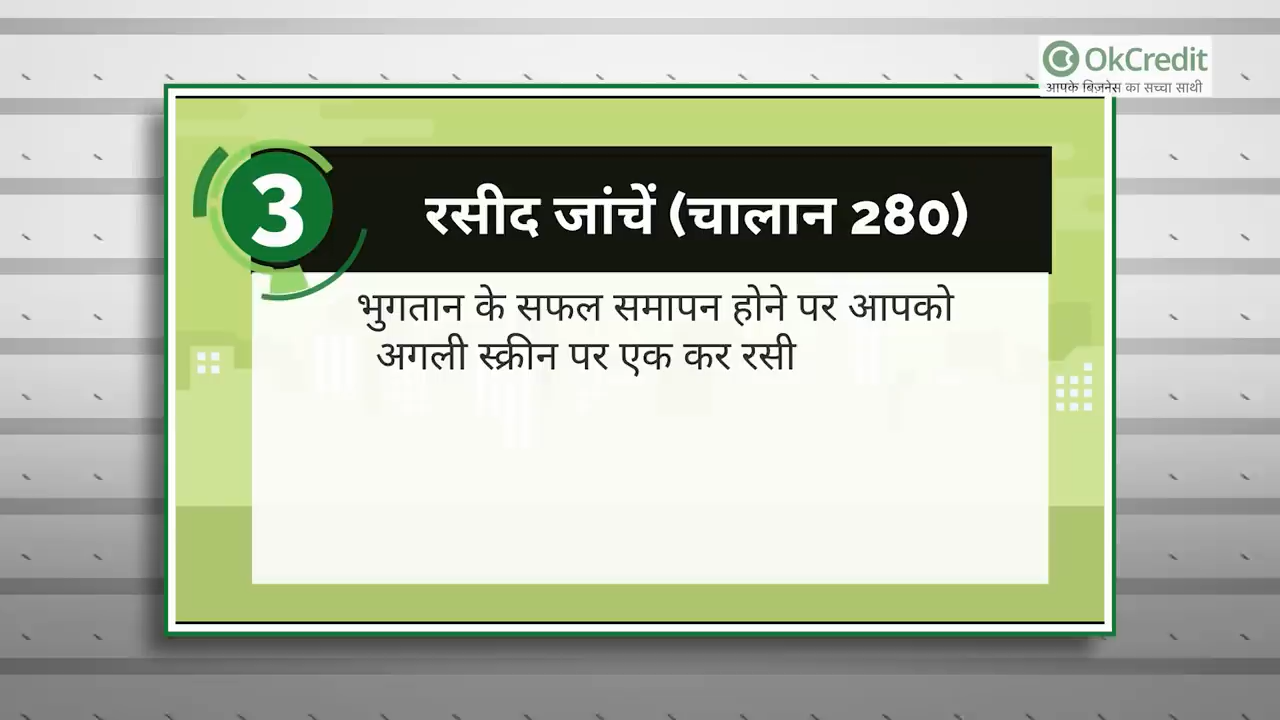 OkCredit
आपके बिज़नेस का सच्चा साथी
3
रसीद जांचें (चालान 280)
भुगतान के सफल समापन होने पर आपको
अगली स्क्रीन पर एक कर रसी